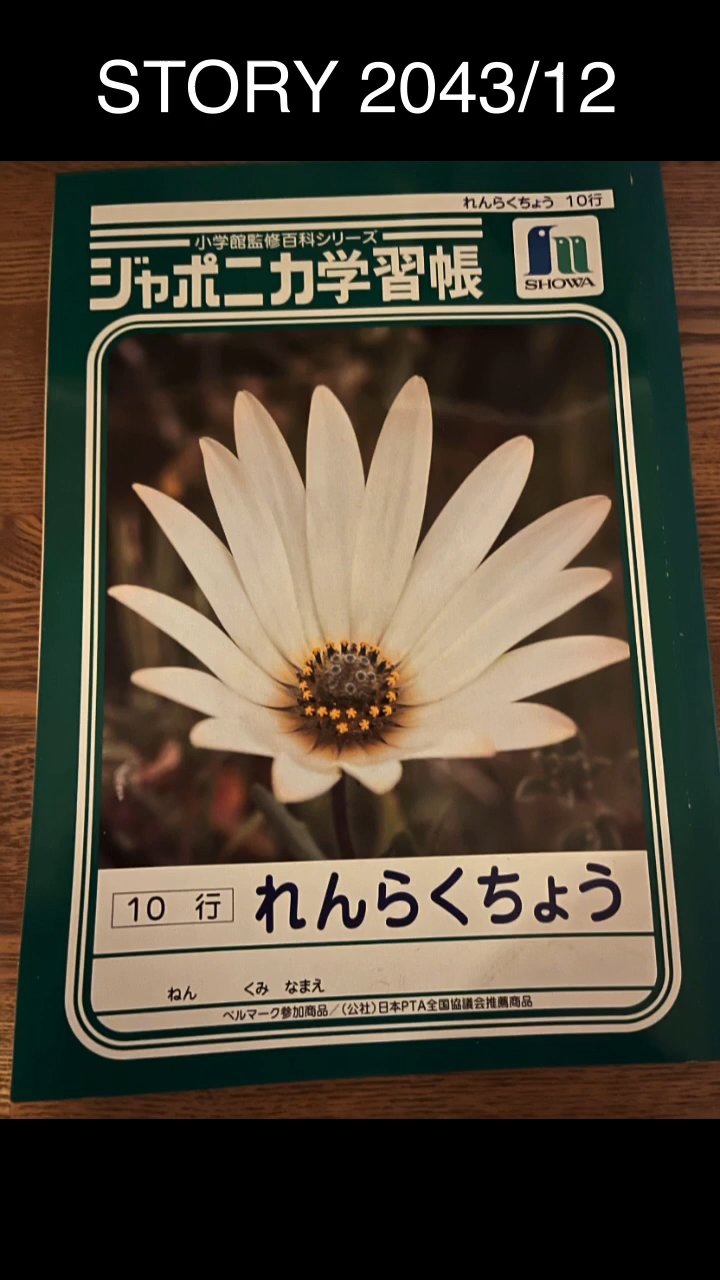 STORY 2043/12
れんらくちょう 10行
小学館監修百科シリーズ
ジャポニカ学習帳
SHOWA
10 行 れんらくちょう
ねん くみ なまえ
ベルマーク参加商品/(公社)日本PTA全国協議会推薦商品